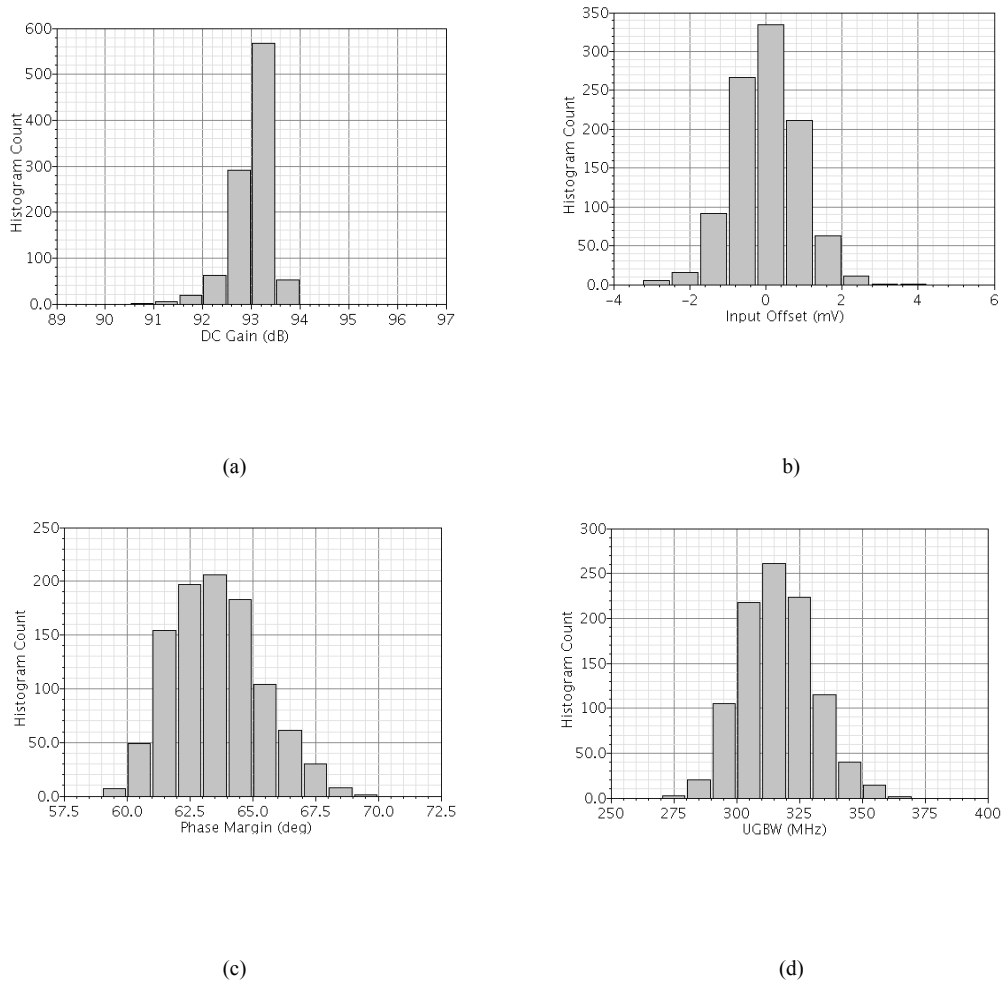 600
500
400
300
200
100
0.0
Histogram Count
89 90 91 92 93 94 95 96 97
DC Gain (dB)
(a)
350
300
250
200
150
100
50.0
0.0
Histogram Count
−4 −2 0 2 4 6
Input Offset (mV)
b)
250
200
150
100
50.0
0.0
Histogram Count
57.5 60.0 62.5 65.0 67.5 70.0 72.5
Phase Margin (deg)
(c)
300
250
200
150
100
50.0
0.0
Histogram Count
250 275 300 325 350 375 400
UGBW (MHz)
(d)